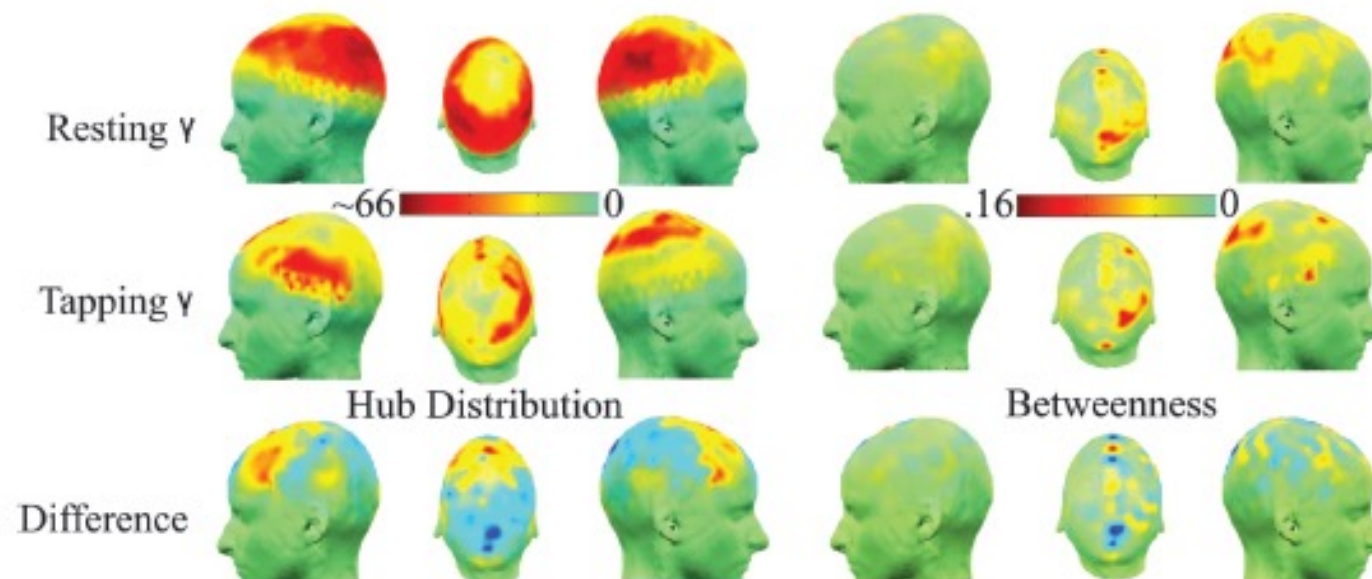 Resting γ
~66 0 .16 0
Tapping γ
Hub Distribution Betweenness
Difference